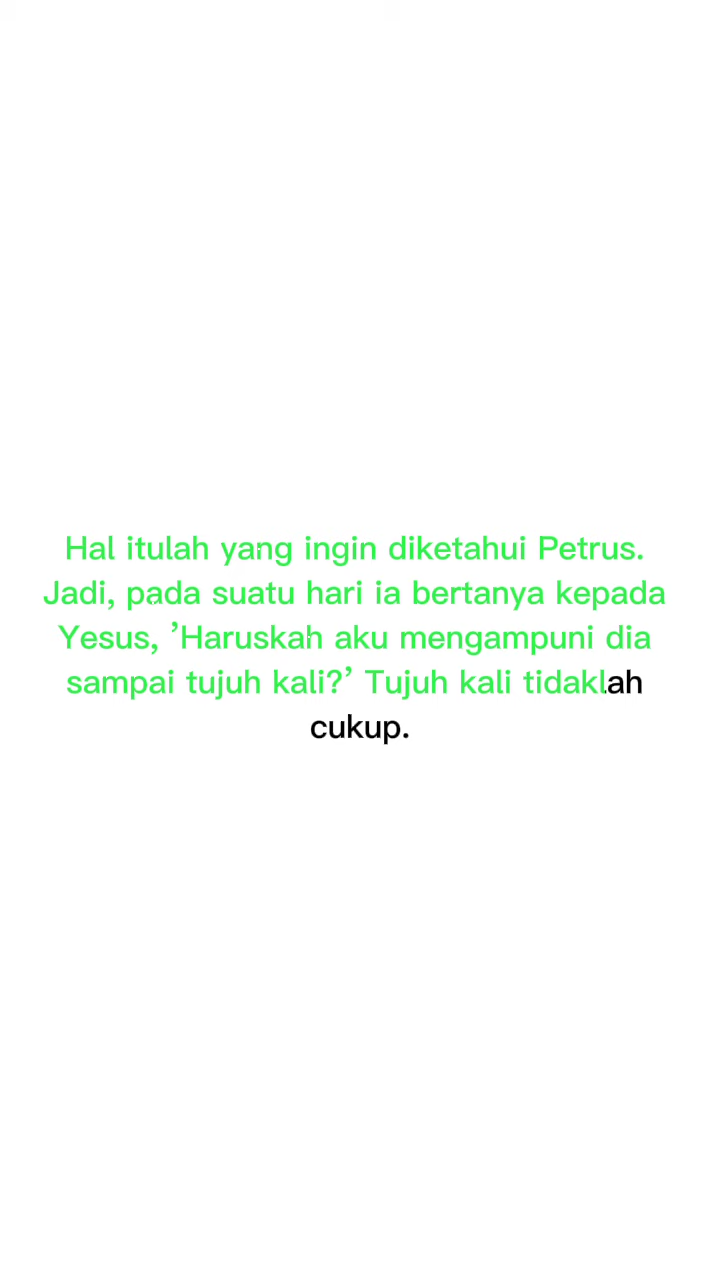 Hal itulah yang ingin diketahui Petrus.
Jadi, pada suatu hari ia bertanya kepada
Yesus, ’Haruskah aku mengampuni dia
sampai tujuh kali?’ Tujuh kali tidaklah
cukup.